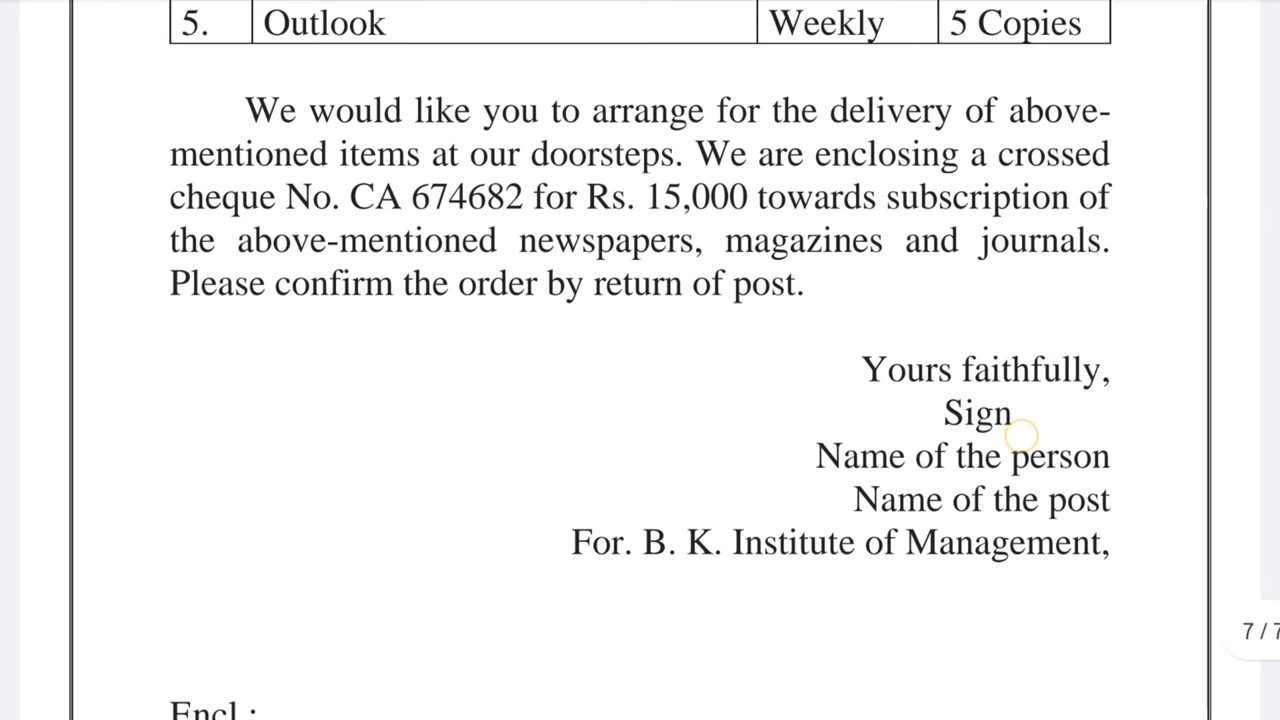 5. Outlook Weekly 5 Copies
We would like you to arrange for the delivery of above-
mentioned items at our doorsteps. We are enclosing a crossed
cheque No. CA 674682 for Rs. 15,000 towards subscription of
the above-mentioned newspapers, magazines and journals.
Please confirm the order by return of post.
Yours faithfully,
Sign
Name of the person
Name of the post
For. B. K. Institute of Management,
7 / 7
Encl :